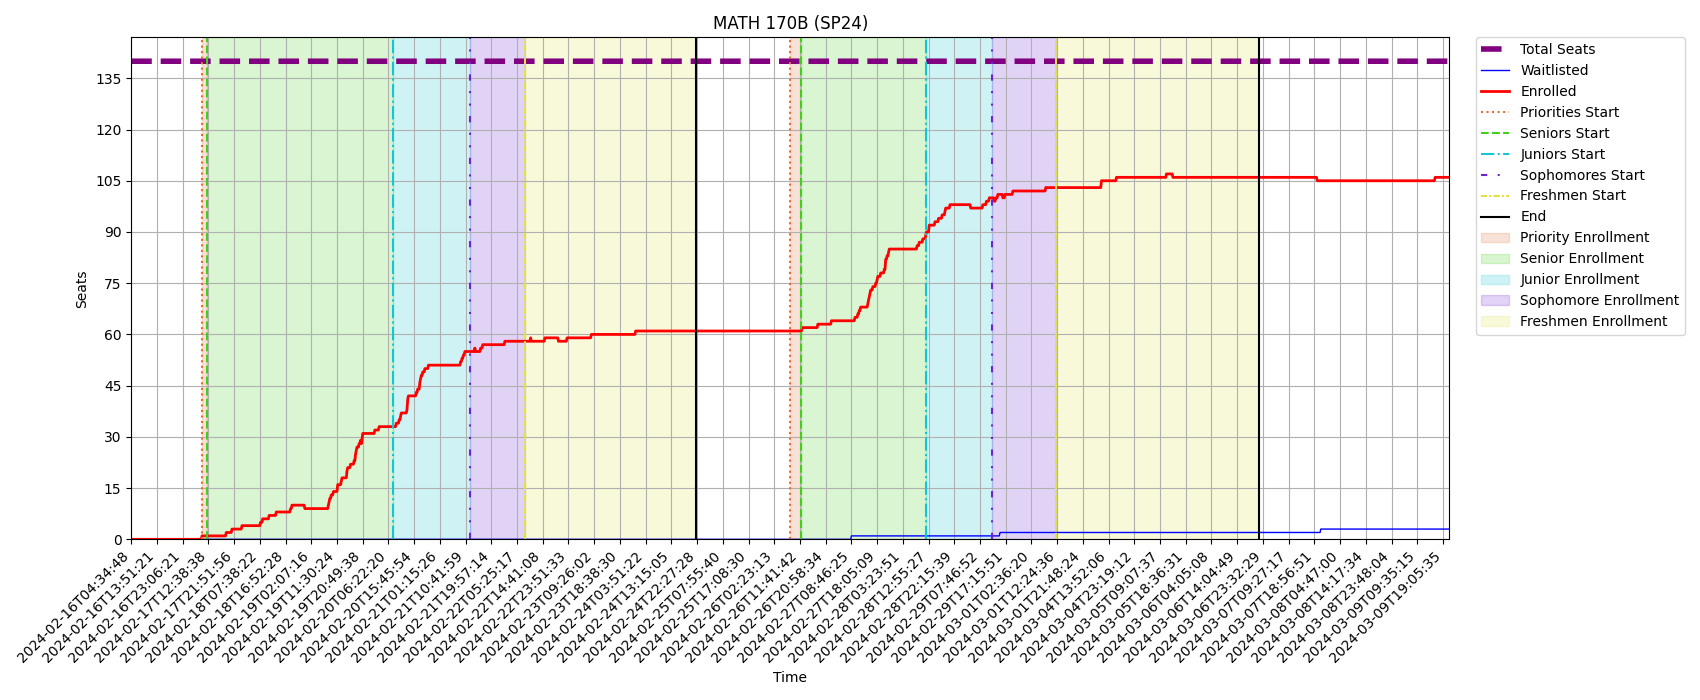 MATH 170B (SP24)
Seats
135
120
105
90
75
60
45
30
15
0
2024-02-16T04:34:48
2024-02-16T13:51:21
2024-02-16T23:06:21
2024-02-17T12:38:38
2024-02-17T21:51:56
2024-02-18T07:38:22
2024-02-18T16:52:28
2024-02-19T02:07:16
2024-02-19T11:30:24
2024-02-19T20:49:38
2024-02-20T06:22:20
2024-02-20T15:45:54
2024-02-21T01:15:26
2024-02-21T10:41:59
2024-02-21T19:57:14
2024-02-22T05:25:17
2024-02-22T14:41:08
2024-02-22T23:51:33
2024-02-23T09:26:02
2024-02-23T18:38:30
2024-02-24T03:51:22
2024-02-24T13:15:05
2024-02-24T22:27:28
2024-02-25T07:55:40
2024-02-25T17:08:30
2024-02-26T02:23:13
2024-02-26T11:41:42
2024-02-26T20:58:34
2024-02-27T08:46:25
2024-02-27T18:05:09
2024-02-28T03:23:51
2024-02-28T12:55:27
2024-02-28T22:15:39
2024-02-29T07:46:52
2024-02-29T17:15:51
2024-03-01T02:36:20
2024-03-01T12:24:36
2024-03-01T21:48:24
2024-03-04T13:52:06
2024-03-04T23:19:12
2024-03-05T09:07:37
2024-03-05T18:36:31
2024-03-06T04:05:08
2024-03-06T14:04:49
2024-03-06T23:32:29
2024-03-07T09:27:17
2024-03-07T18:56:51
2024-03-08T04:47:00
2024-03-08T14:17:34
2024-03-08T23:48:04
2024-03-09T09:35:15
2024-03-09T19:05:35
Time
Total Seats
Waitlisted
Enrolled
Priorities Start
Seniors Start
Juniors Start
Sophomores Start
Freshmen Start
End
Priority Enrollment
Senior Enrollment
Junior Enrollment
Sophomore Enrollment
Freshmen Enrollment